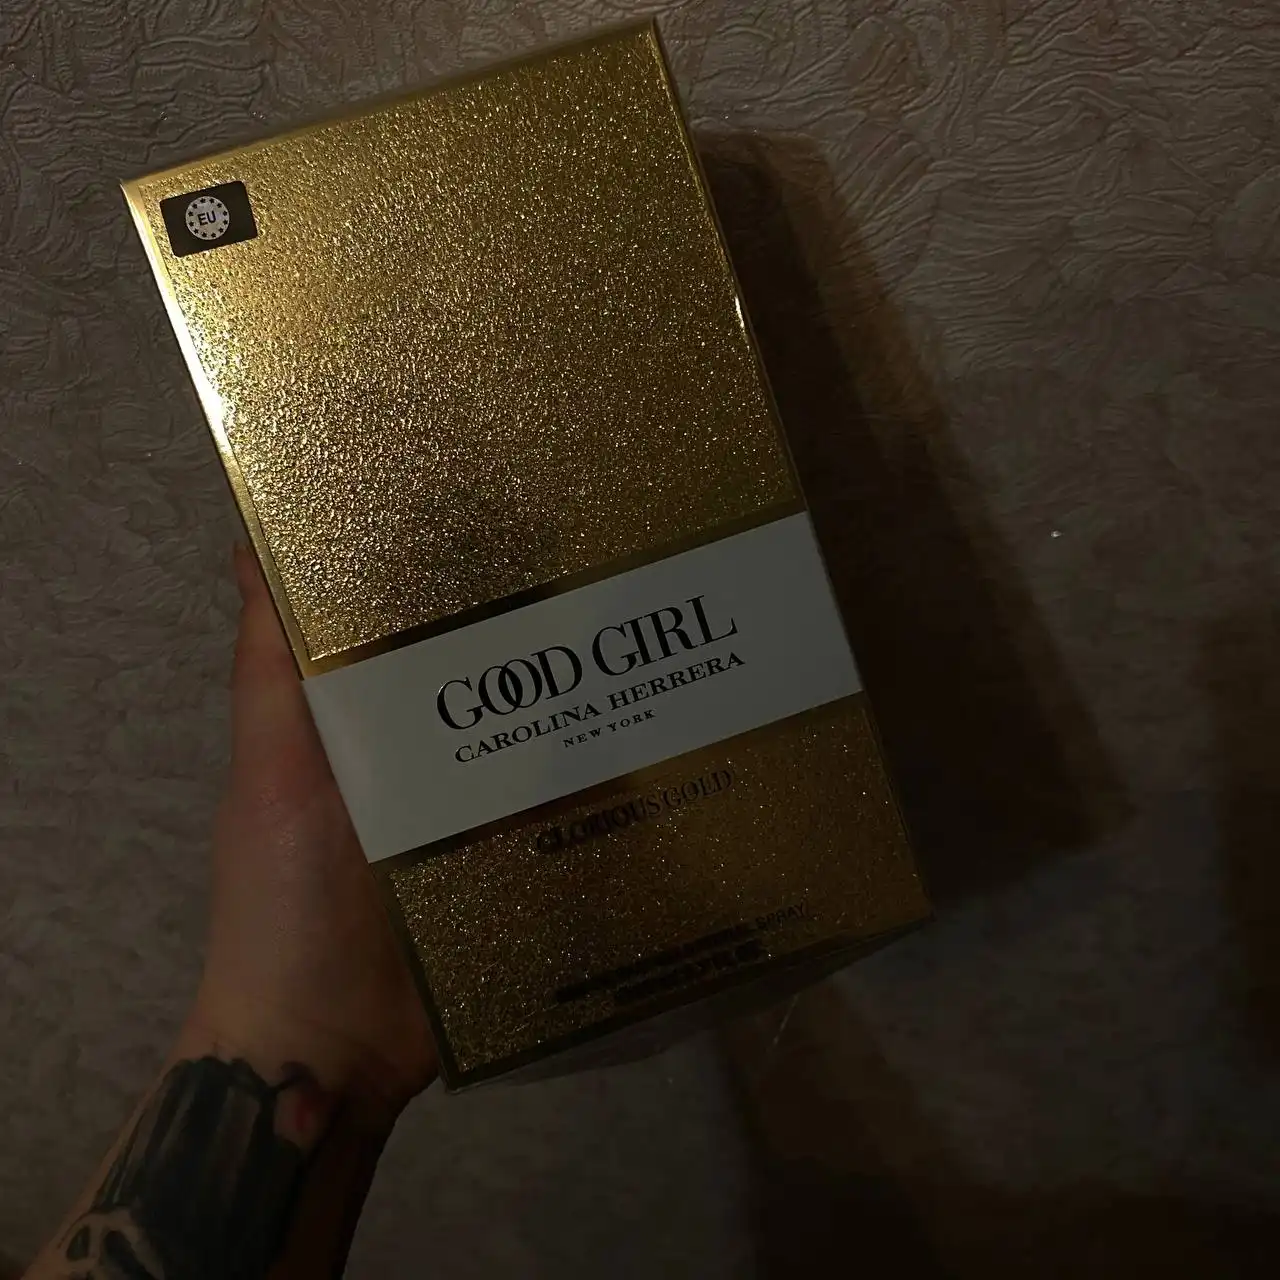 EU
GOOD GIRL
CAROLINA HERRERA
NEW YORK
GLORIOUS GOLD
SPRAY